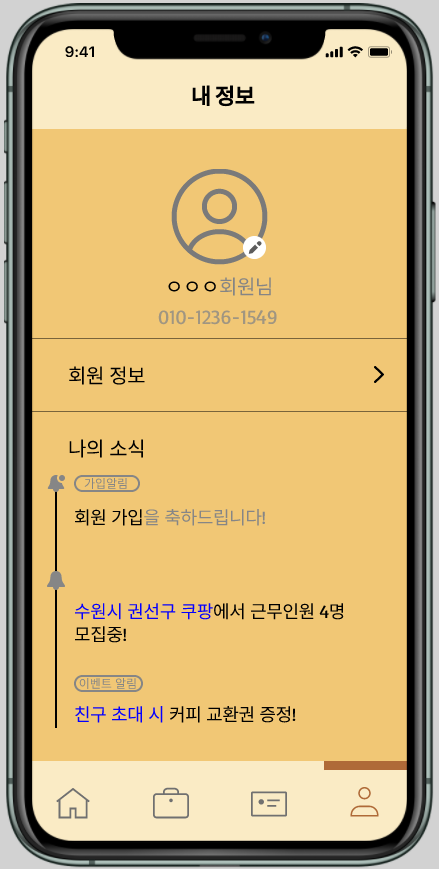 9:41
내 정보
ㅇㅇㅇ회원님
010-1236-1549
회원 정보
나의 소식
가입알림
회원 가입을 축하드립니다!
수원시 권선구 쿠팡에서 근무인원 4명
모집중!
이벤트 알림
친구 초대 시 커피 교환권 증정!